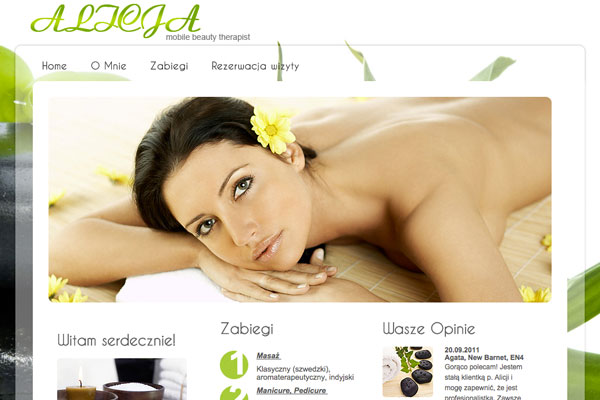 ALICJA
mobile beauty therapist
Home O Mnie Zabiegi Rezerwacja wizyty
Witam serdecznie!
Zabiegi
1
Masaż
Klasyczny (szwedzki),
aromaterapeutyczny, indyjski
2
Manicure, Pedicure
Wasze Opinie
20.09.2011
Agata, New Barnet, EN4
Gorąco polecam! Jestem
stałą klientką p. Alicji i
mogę zapewnić, że jest
profesjonalistką. Zawsze